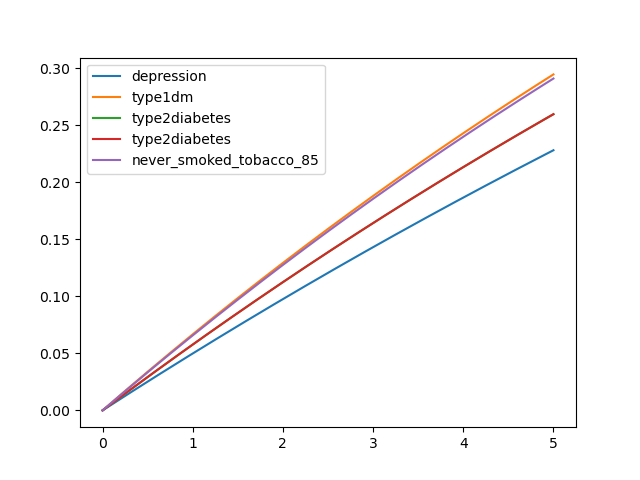 0.30
0.25
0.20
0.15
0.10
0.05
0.00
depression
type1dm
type2diabetes
type2diabetes
never_smoked_tobacco_85
0 1 2 3 4 5